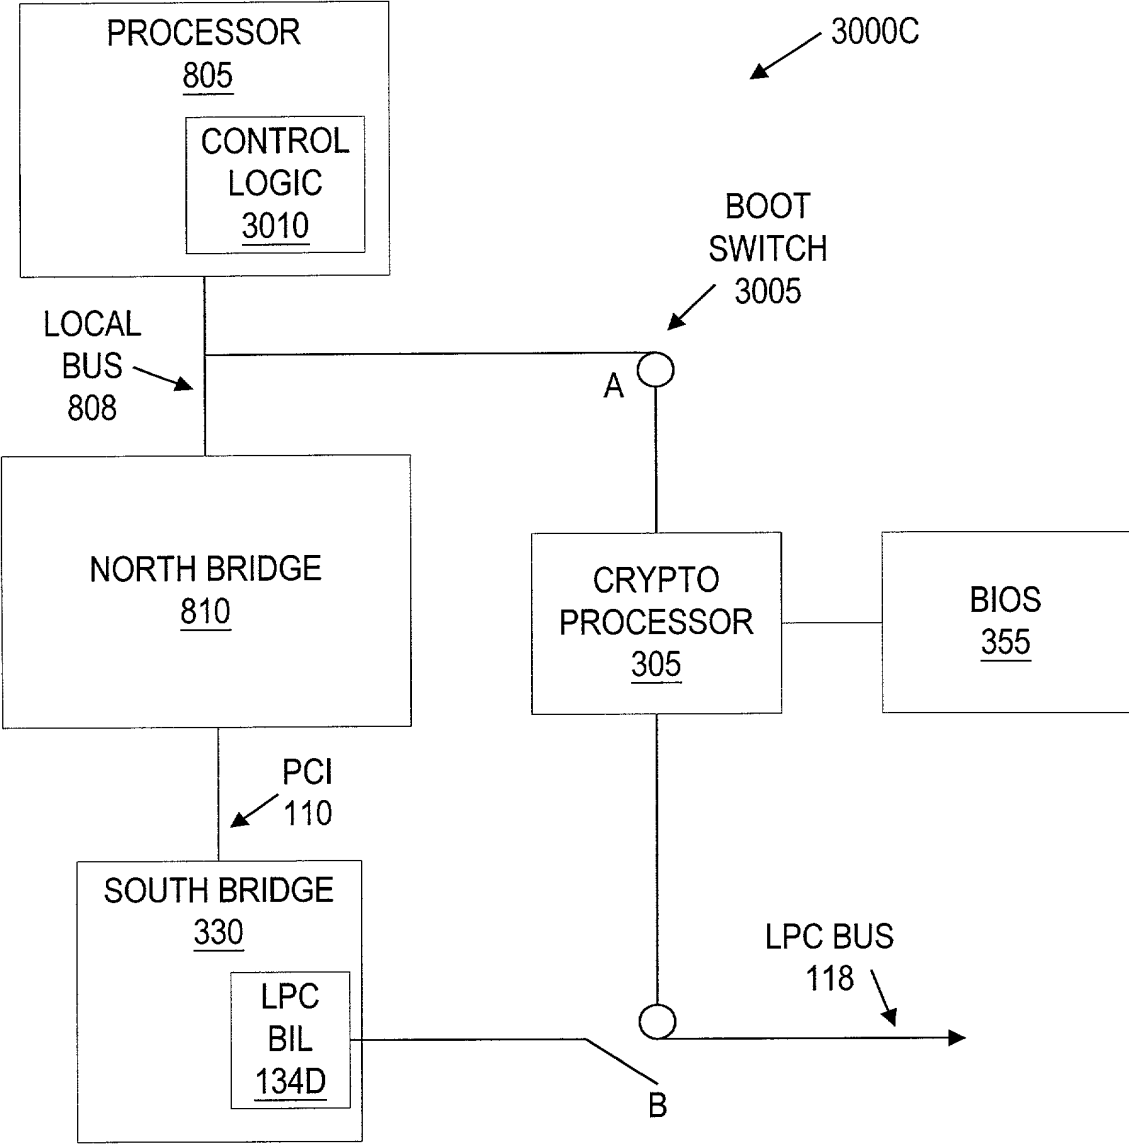 PROCESSOR
805
CONTROL
LOGIC
3010
3000C
BOOT
SWITCH
3005
LOCAL
BUS
808
A
NORTH BRIDGE
810
CRYPTO
PROCESSOR
305
BIOS
355
PCI
110
SOUTH BRIDGE
330
LPC
BIL
134D
LPC BUS
118
B